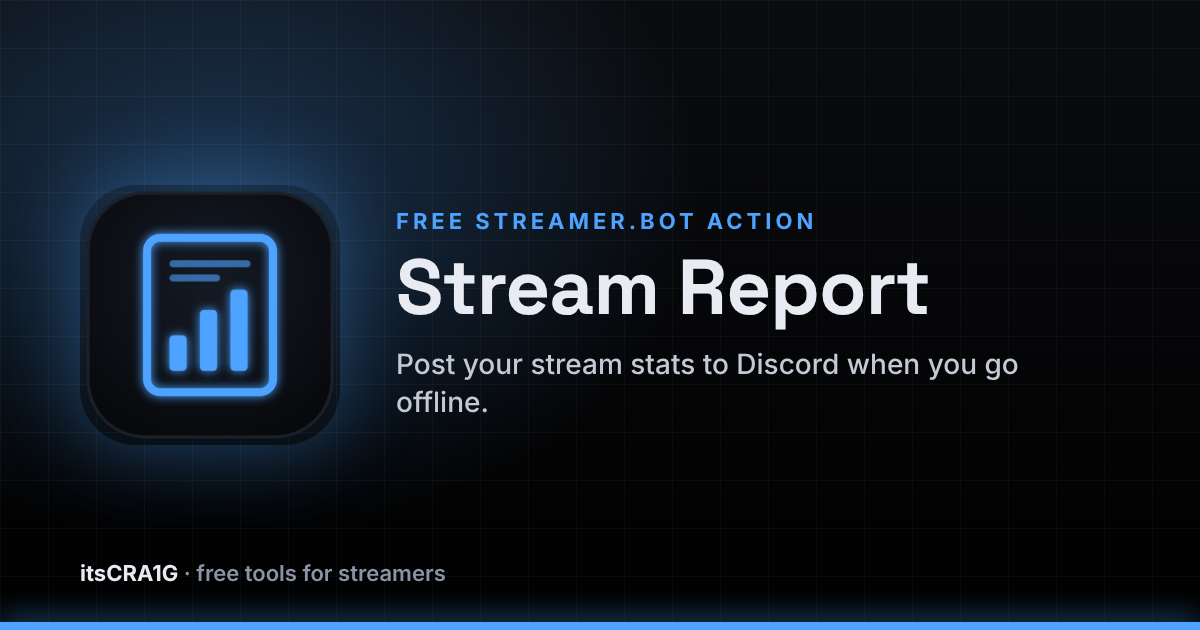 FREE STREAMER.BOT ACTION
Stream Report
Post your stream stats to Discord when you go
offline.
itsCRA1G · free tools for streamers